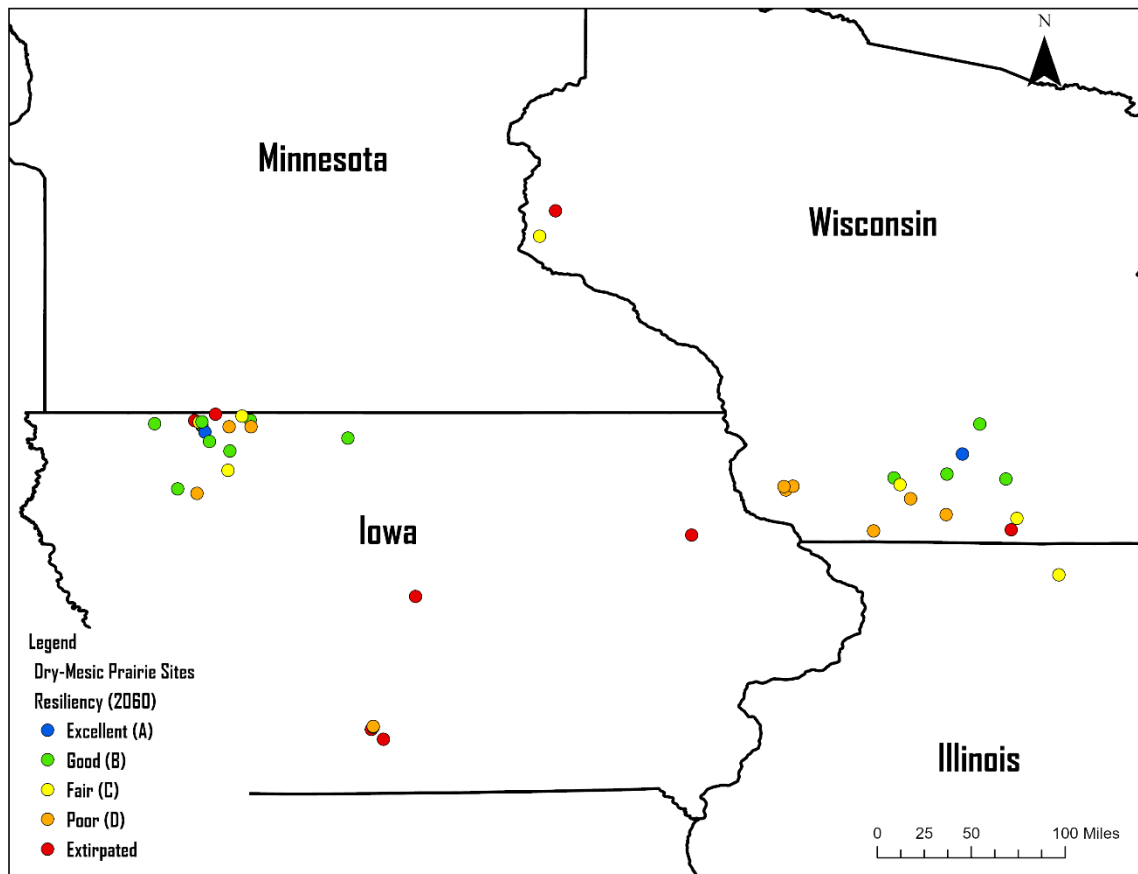 N
Minnesota
Wisconsin
Iowa
Illinois
Legend
Dry-Mesic Prairie Sites
Resiliency (2060)
Excellent (A)
Good (B)
Fair (C)
Poor (D)
Extirpated
0 25 50 100 Miles